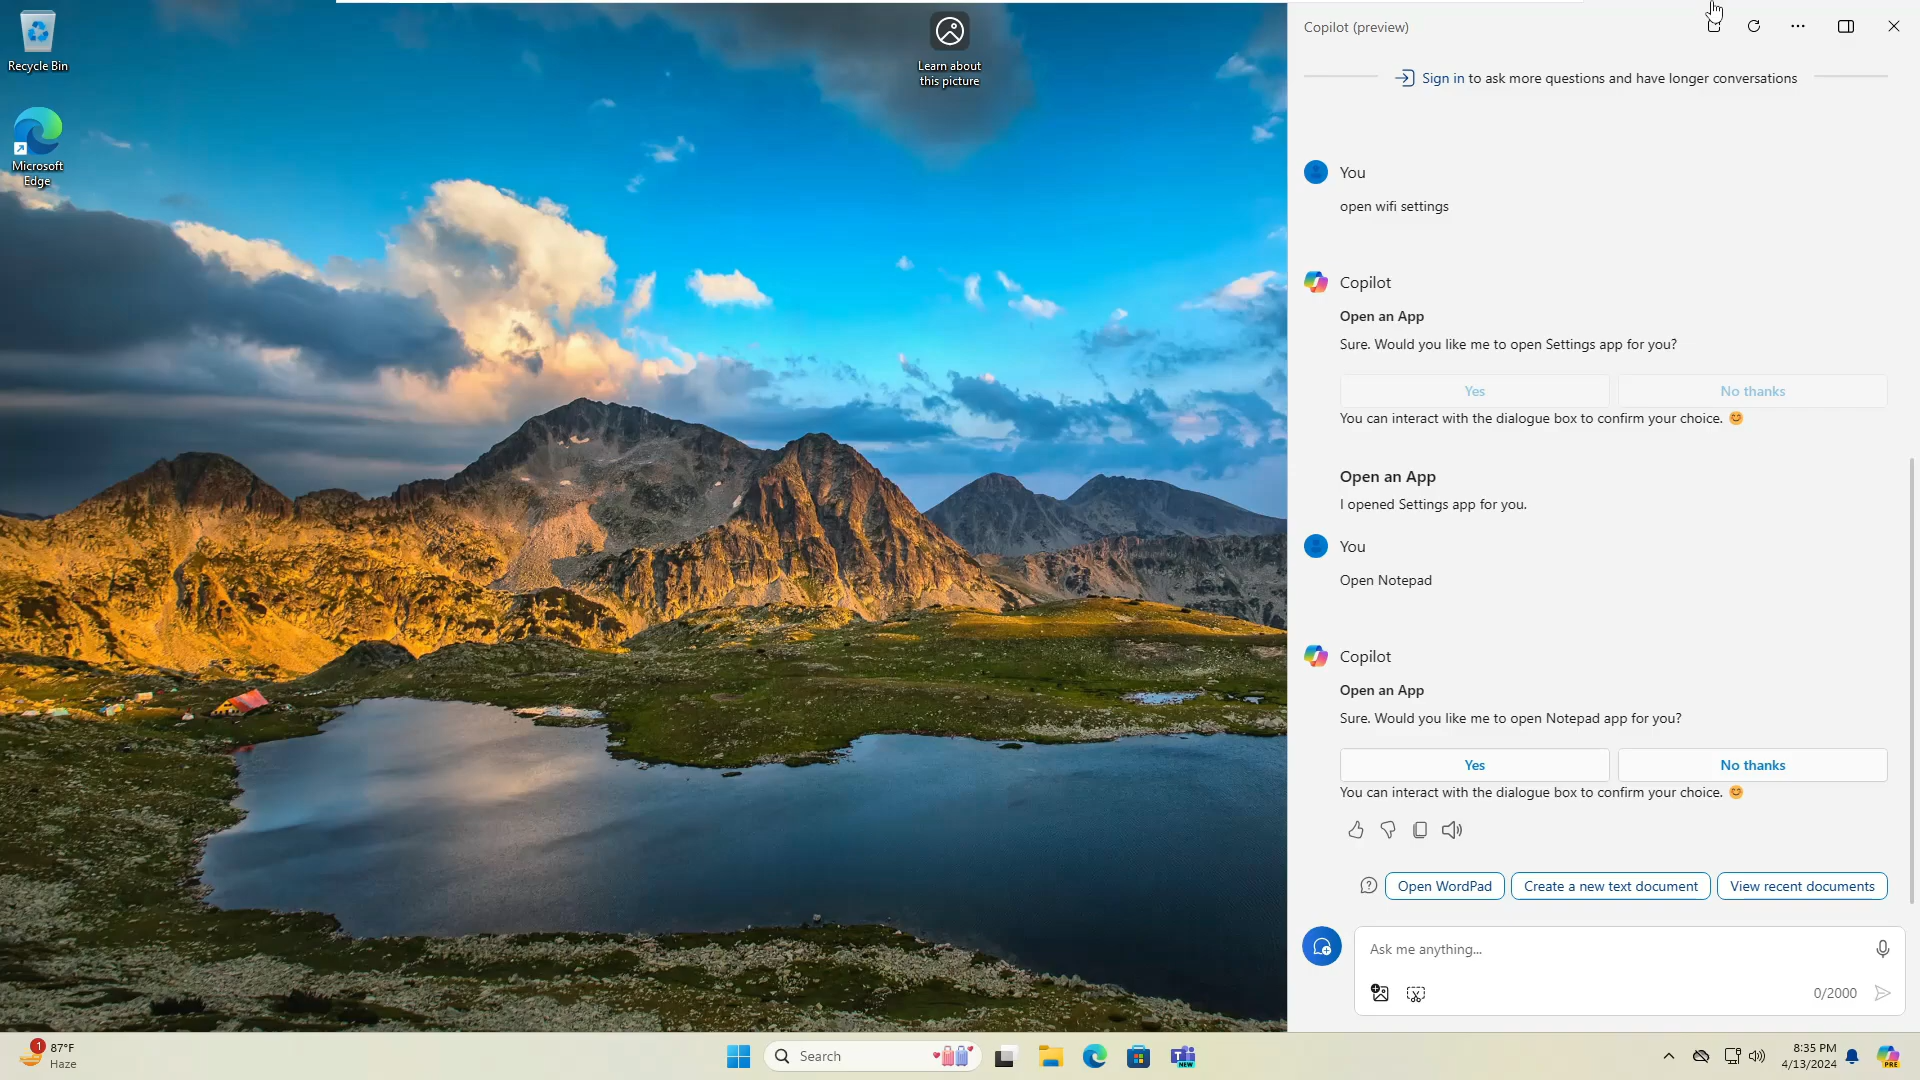 Recycle Bin
Microsoft
Edge
Learn about
this picture
Copilot (preview)
Sign in to ask more questions and have longer conversations
You
open wifi settings
Copilot
Open an App
Sure. Would you like me to open Settings app for you?
Yes No thanks
You can interact with the dialogue box to confirm your choice. 😊
Open an App
I opened Settings app for you.
You
Open Notepad
Copilot
Open an App
Sure. Would you like me to open Notepad app for you?
Yes No thanks
You can interact with the dialogue box to confirm your choice. 😊
Open WordPad Create a new text document View recent documents
Ask me anything...
0/2000
1
87°F
Haze
Search
NEW
8:35 PM
4/13/2024
PRE